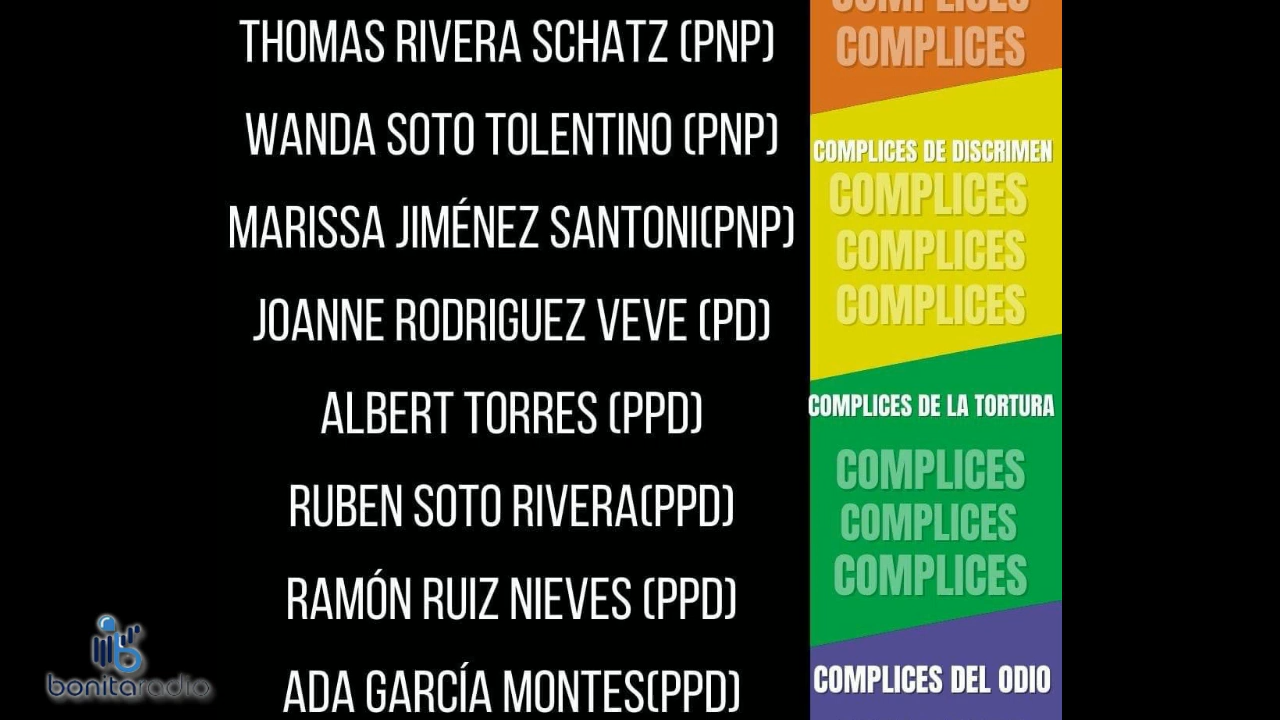 THOMAS RIVERA SCHATZ (PNP)
WANDA SOTO TOLENTINO (PNP)
MARISSA JIMÉNEZ SANTONI(PNP)
JOANNE RODRIGUEZ VEVE (PD)
ALBERT TORRES (PPD)
RUBEN SOTO RIVERA(PPD)
RAMÓN RUIZ NIEVES (PPD)
ADA GARCÍA MONTES(PPD)
COMPLICES
COMPLICES
COMPLICES DE DISCRIMEN
COMPLICES
COMPLICES
COMPLICES
COMPLICES DE LA TORTURA
COMPLICES
COMPLICES
COMPLICES
COMPLICES DEL ODIO
bonitaradio